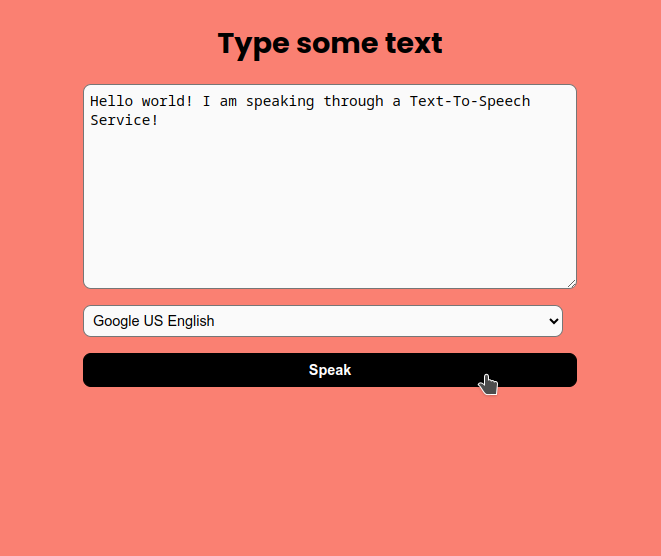 Type some text
Hello world! I am speaking through a Text-To-Speech
Service!
Google US English
Speak